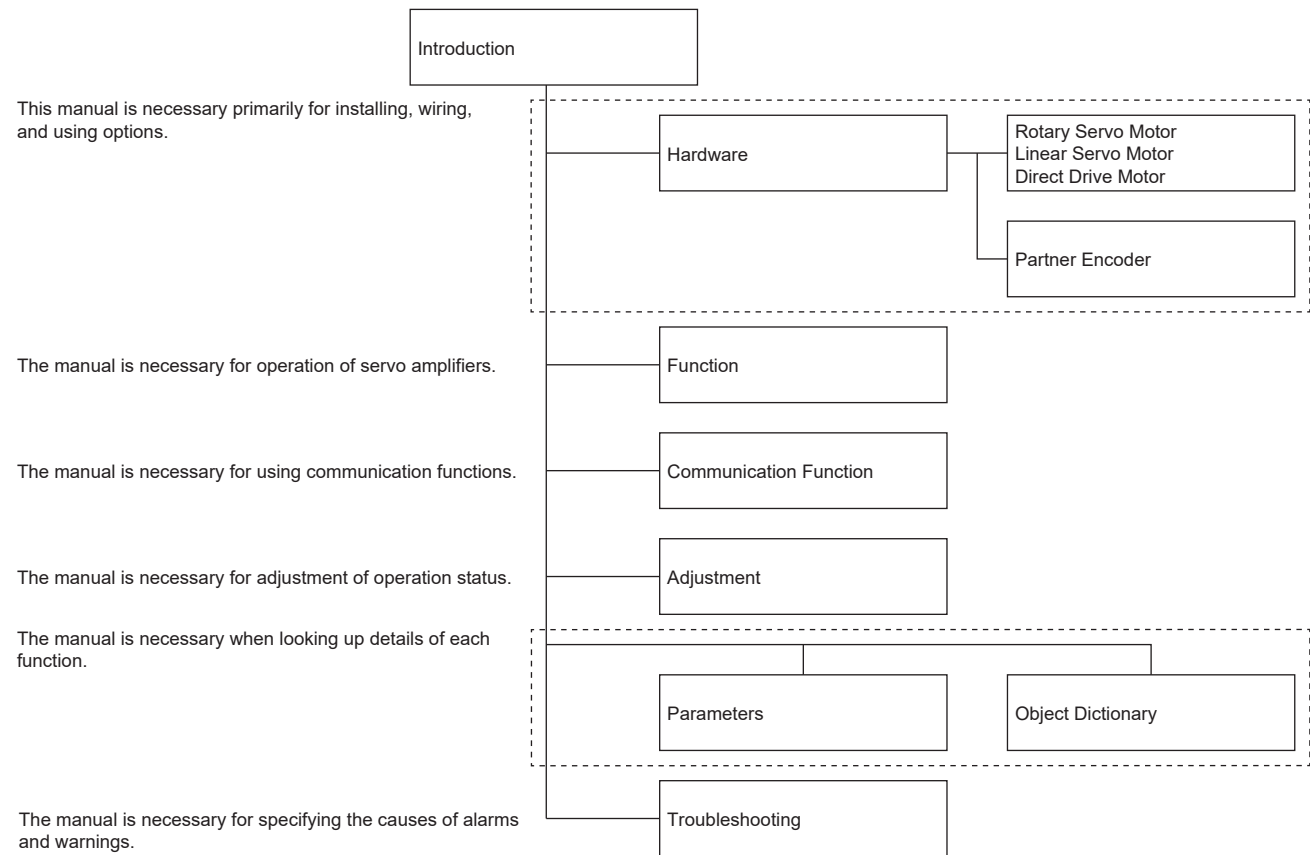 Introduction
This manual is necessary primarily for installing, wiring,
and using options.
Hardware
Rotary Servo Motor
Linear Servo Motor
Direct Drive Motor
Partner Encoder
The manual is necessary for operation of servo amplifiers.
Function
The manual is necessary for using communication functions.
Communication Function
The manual is necessary for adjustment of operation status.
Adjustment
The manual is necessary when looking up details of each
function.
Parameters
Object Dictionary
The manual is necessary for specifying the causes of alarms
and warnings.
Troubleshooting